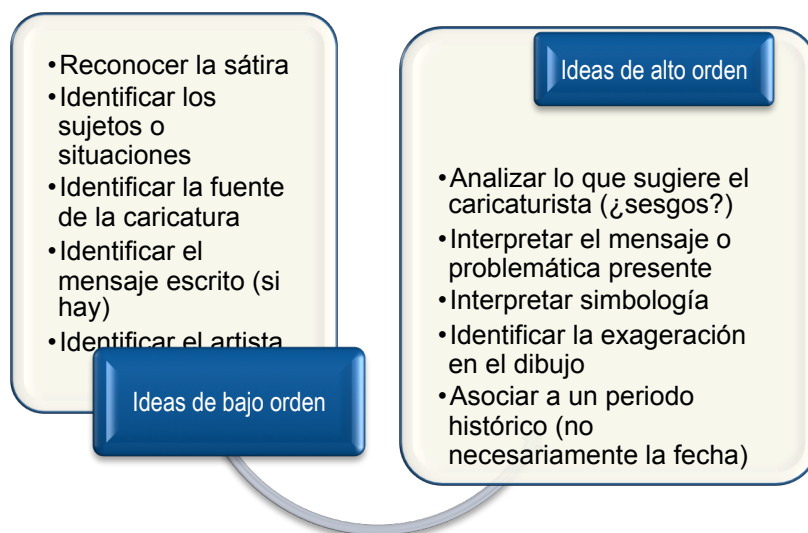 •Reconocer la sátira
•Identificar los
sujetos o
situaciones
•Identificar la fuente
de la caricatura
•Identificar el
mensaje escrito (si
hay)
•Identificar el artista
Ideas de bajo orden
Ideas de alto orden
•Analizar lo que sugiere el
caricaturista (¿sesgos?)
•Interpretar el mensaje o
problemática presente
•Interpretar simbología
•Identificar la exageración
en el dibujo
•Asociar a un periodo
histórico (no
necesariamente la fecha)